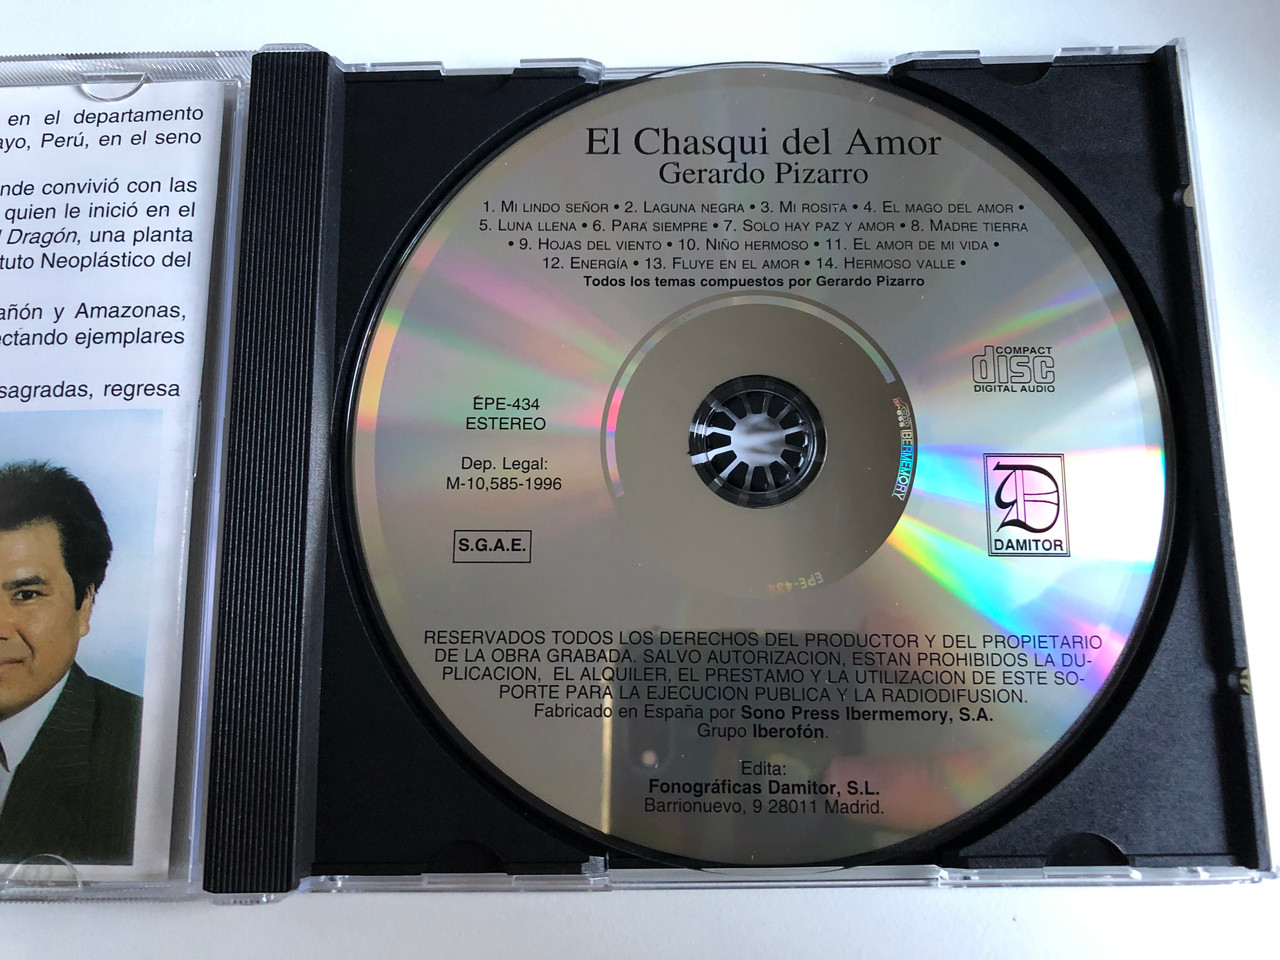 en el departamento
ayo, Perú, en el seno
nde convivió con las
quien le inició en el
l Dragón, una planta
tuto Neoplástico del
añón y Amazonas,
ectando ejemplares
sagradas, regresa
El Chasqui del Amor
Gerardo Pizarro
1. MI LINDO SEÑOR • 2. LAGUNA NEGRA • 3. MI ROSITA • 4. EL MAGO DEL AMOR •
5. LUNA LLENA • 6. PARA SIEMPRE • 7. SOLO HAY PAZ Y AMOR • 8. MADRE TIERRA
• 9. HOJAS DEL VIENTO • 10. NIÑO HERMOSO • 11. EL AMOR DE MI VIDA •
12. ENERGÍA • 13. FLUYE EN EL AMOR • 14. HERMOSO VALLE •
Todos los temas compuestos por Gerardo Pizarro
COMPACT
disc
DIGITAL AUDIO
EPE-434
ESTEREO
Dep. Legal:
M-10,585-1996
S.G.A.E.
IBERMEMORY
EPE-434
D
DAMITOR
RESERVADOS TODOS LOS DERECHOS DEL PRODUCTOR Y DEL PROPIETARIO
DE LA OBRA GRABADA. SALVO AUTORIZACION, ESTAN PROHIBIDOS LA DU-
PLICACION, EL ALQUILER, EL PRESTAMO Y LA UTILIZACION DE ESTE SO-
PORTE PARA LA EJECUCION PUBLICA Y LA RADIODIFUSION.
Fabricado en España por Sono Press Ibermemory, S.A.
Grupo Iberofón.
Edita:
Fonográficas Damitor, S.L.
Barrionuevo, 9 28011 Madrid.